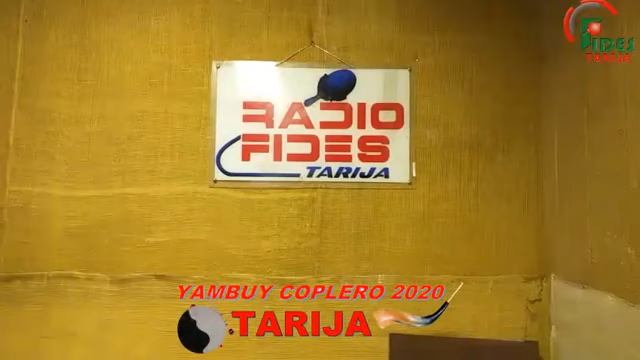 FIDES
TARIJA
RADIO
FIDES
TARIJA
YAMBUY COPLERO 2020
TARIJA